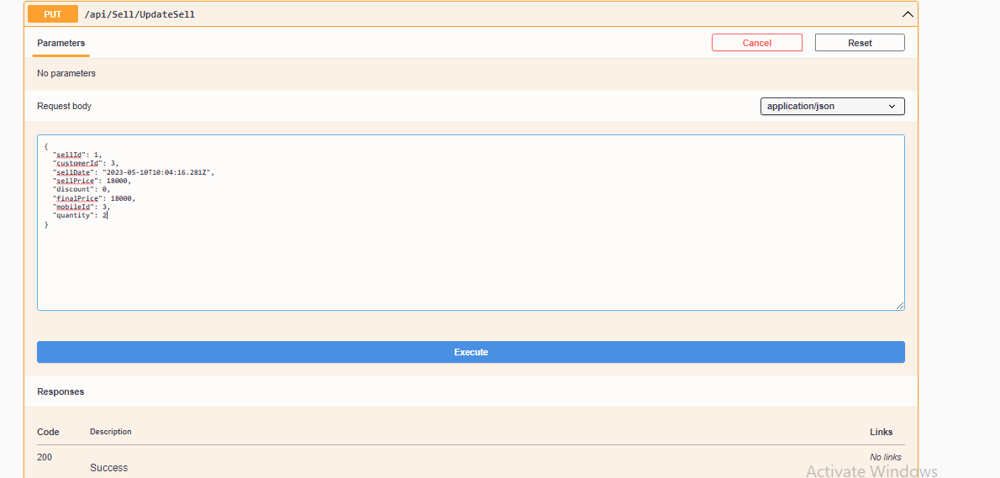 PUT /api/Sell/UpdateSell
Parameters
Cancel
Reset
No parameters
Request body
application/json
{
"sellId": 1,
"customerId": 3,
"sellDate": "2023-05-10T10:04:16.281Z",
"sellPrice": 18000,
"discount": 0,
"finalPrice": 18000,
"mobileId": 3,
"quantity": 2
}
Execute
Responses
Code Description Links
200 Success No links
Activate Windows